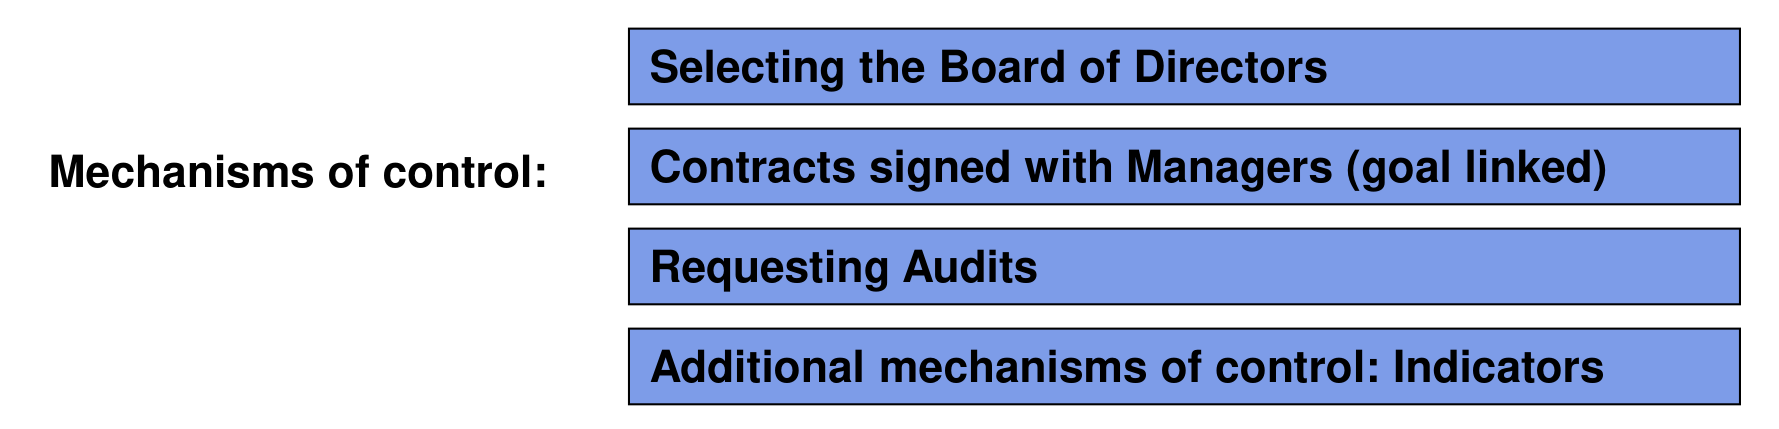 Selecting the Board of Directors
Mechanisms of control:
Contracts signed with Managers (goal linked)
Requesting Audits
Additional mechanisms of control: Indicators